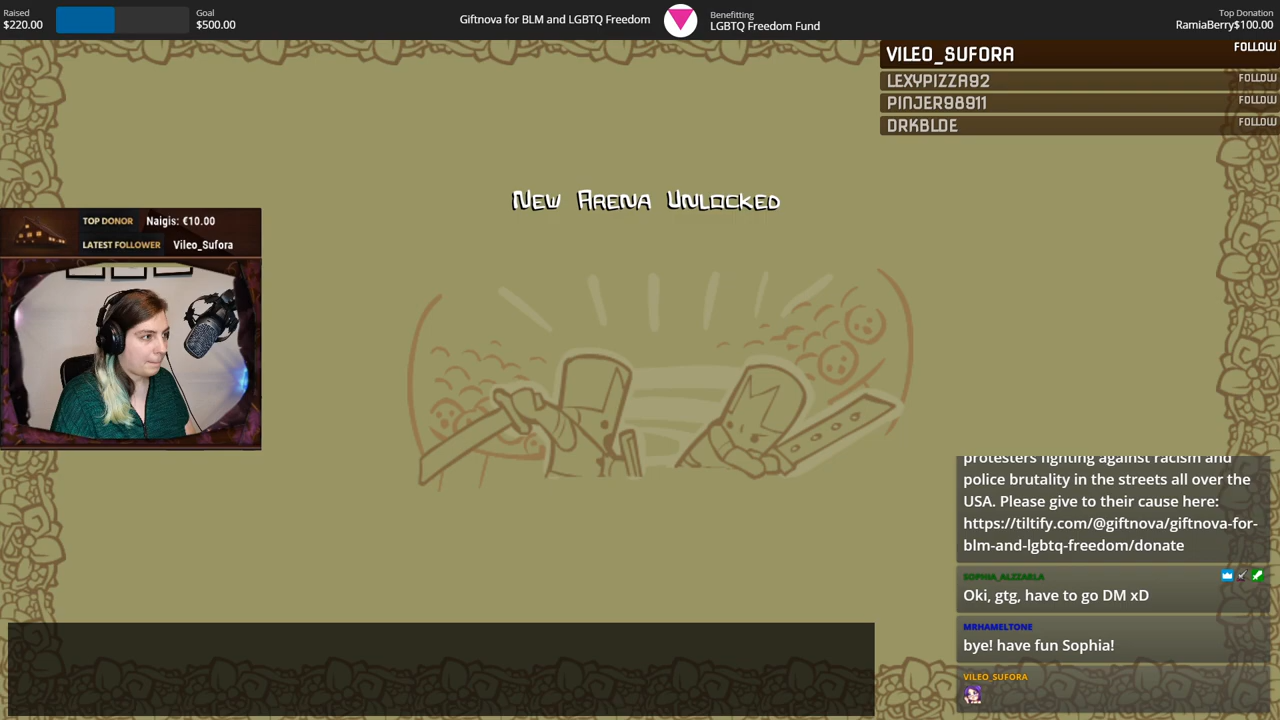 Raised
$220.00
Goal
$500.00
Giftnova for BLM and LGBTQ Freedom
Benefitting
LGBTQ Freedom Fund
Top Donation
RamiaBerry$100.00
VILEO_SUFORA FOLLOW
LEXYPIZZA92 FOLLOW
PINJER98911 FOLLOW
DRKBLDE FOLLOW
New Arena Unlocked
TOP DONOR Naigis: €10.00
LATEST FOLLOWER Vileo_Sufora
protesters fighting against racism and
police brutality in the streets all over the
USA. Please give to their cause here:
https://tiltify.com/@giftnova/giftnova-for-
blm-and-lgbtq-freedom/donate
SOPHIA_ALZZARLA
Oki, gtg, have to go DM xD
MRHAMELTONE
bye! have fun Sophia!
VILEO_SUFORA